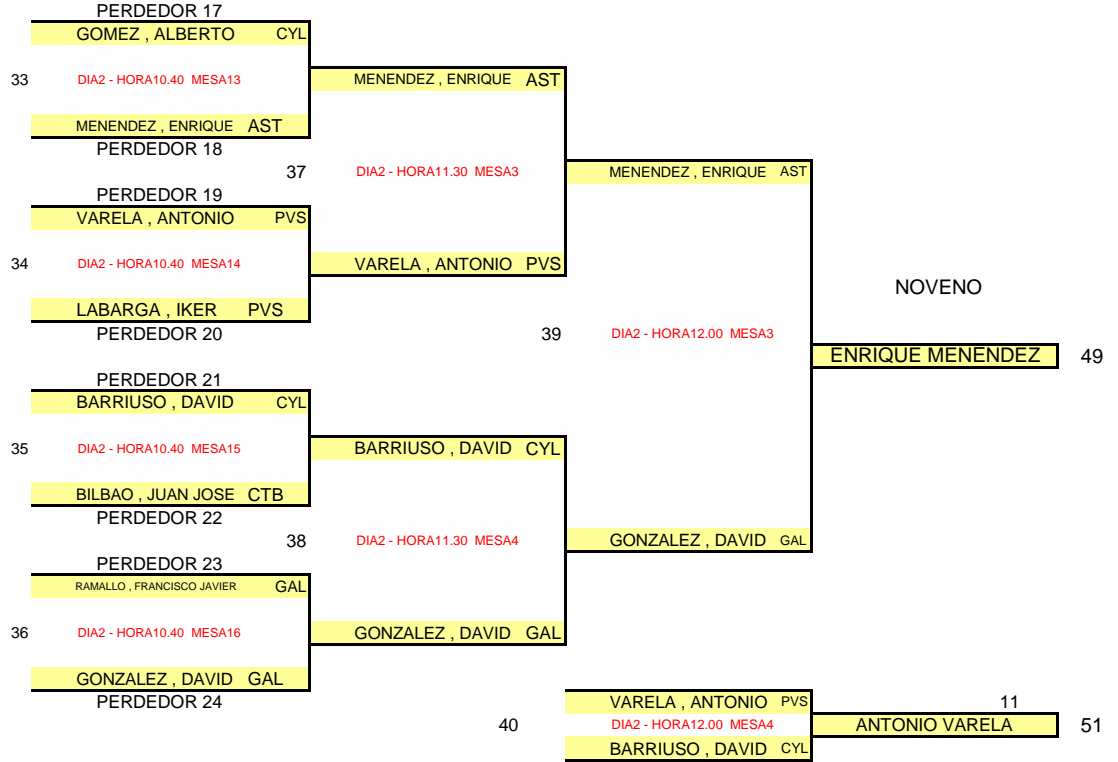 PERDEDOR 17
GOMEZ , ALBERTO CYL
33 DIA2 - HORA10.40 MESA13 MENENDEZ , ENRIQUE AST
MENENDEZ , ENRIQUE AST
PERDEDOR 18
37 DIA2 - HORA11.30 MESA3 MENENDEZ , ENRIQUE AST
PERDEDOR 19
VARELA , ANTONIO PVS
34 DIA2 - HORA10.40 MESA14 VARELA , ANTONIO PVS
NOVENO
LABARGA , IKER PVS
PERDEDOR 20 39 DIA2 - HORA12.00 MESA3
ENRIQUE MENENDEZ 49
PERDEDOR 21
BARRIUSO , DAVID CYL
35 DIA2 - HORA10.40 MESA15 BARRIUSO , DAVID CYL
BILBAO , JUAN JOSE CTB
PERDEDOR 22
38 DIA2 - HORA11.30 MESA4 GONZALEZ , DAVID GAL
PERDEDOR 23
RAMALLO , FRANCISCO JAVIER GAL
36 DIA2 - HORA10.40 MESA16 GONZALEZ , DAVID GAL
GONZALEZ , DAVID GAL
PERDEDOR 24 VARELA , ANTONIO PVS 11
40 DIA2 - HORA12.00 MESA4 ANTONIO VARELA 51
BARRIUSO , DAVID CYL